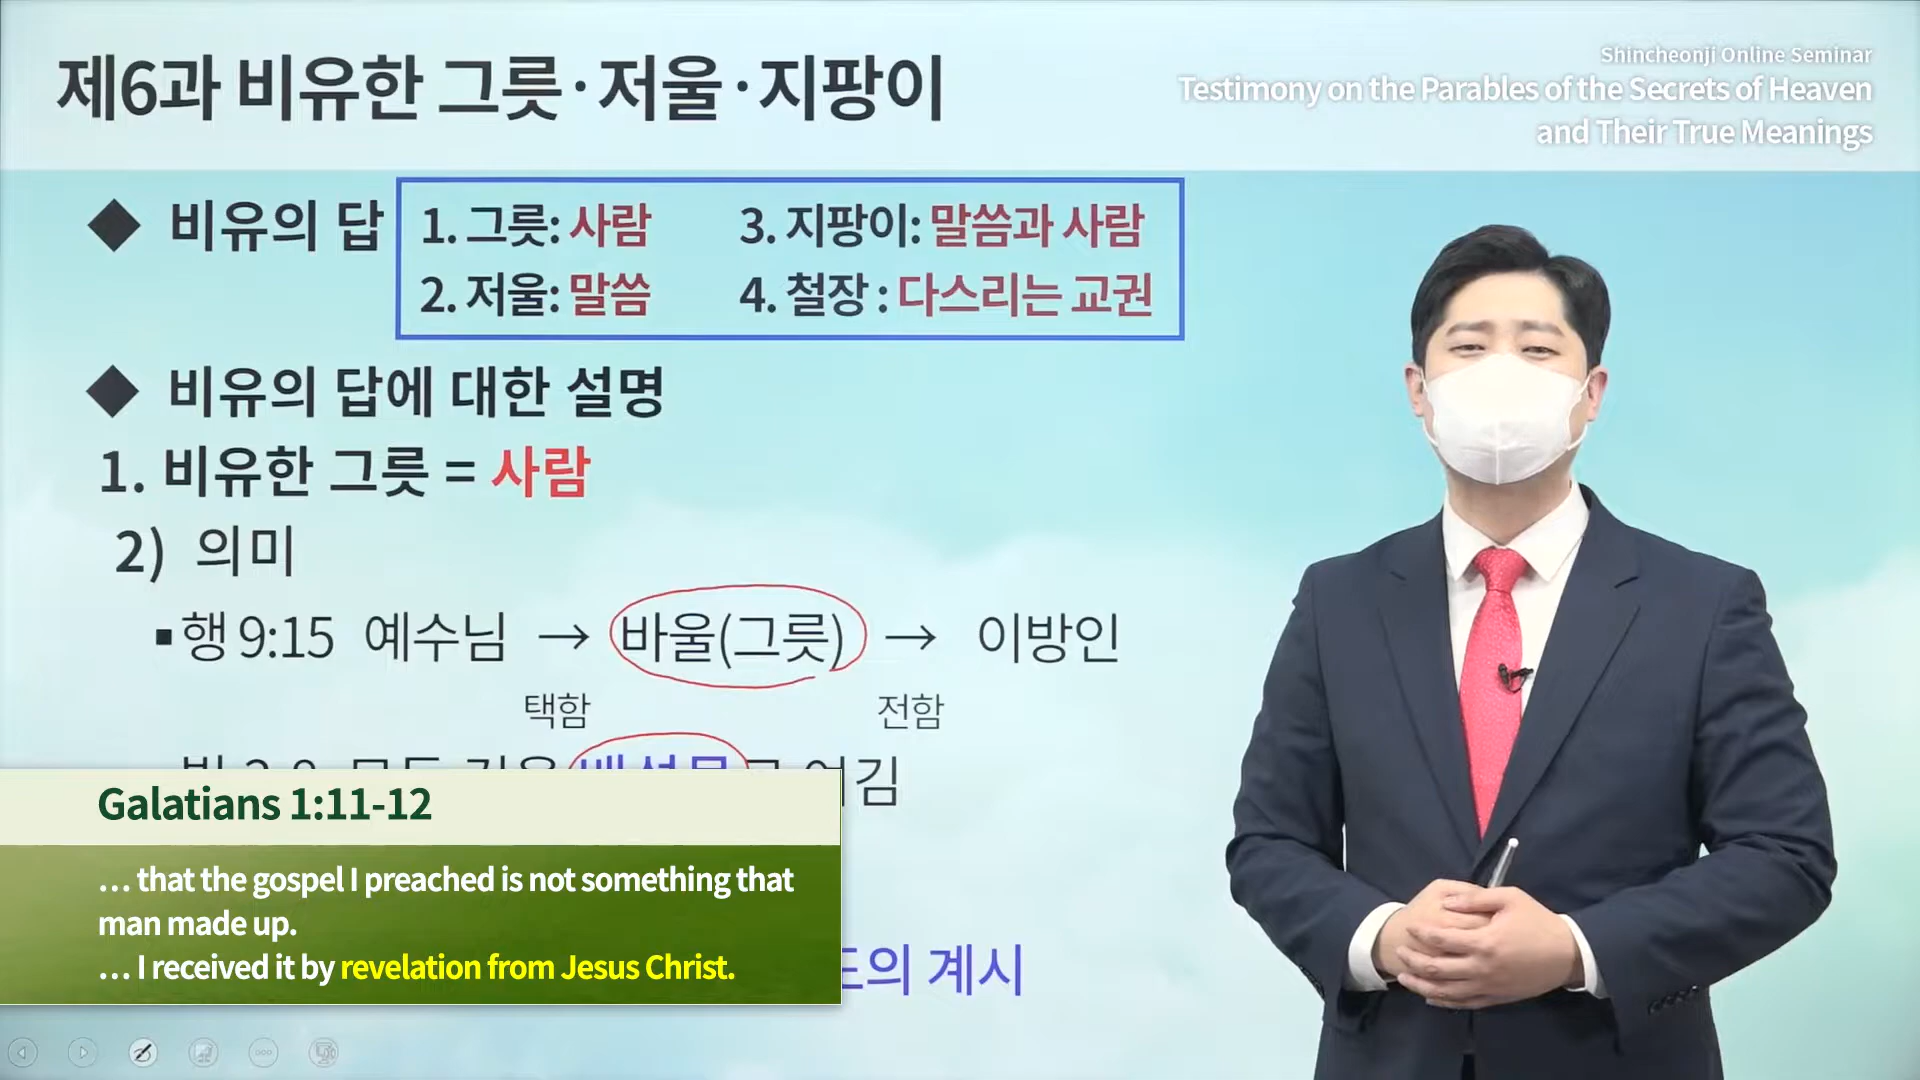 제6과 비유한 그릇·저울·지팡이
Shincheonji Online Seminar
Testimony on the Parables of the Secrets of Heaven
and Their True Meanings
◆ 비유의 답
1. 그릇: 사람
3. 지팡이: 말씀과 사람
2. 저울: 말씀
4. 철장 : 다스리는 교권
◆ 비유의 답에 대한 설명
1. 비유한 그릇 = 사람
2) 의미
▪행 9:15 예수님 → 바울(그릇) → 이방인
택함 전함
여김
Galatians 1:11-12
… that the gospel I preached is not something that
man made up.
… I received it by revelation from Jesus Christ.
계시